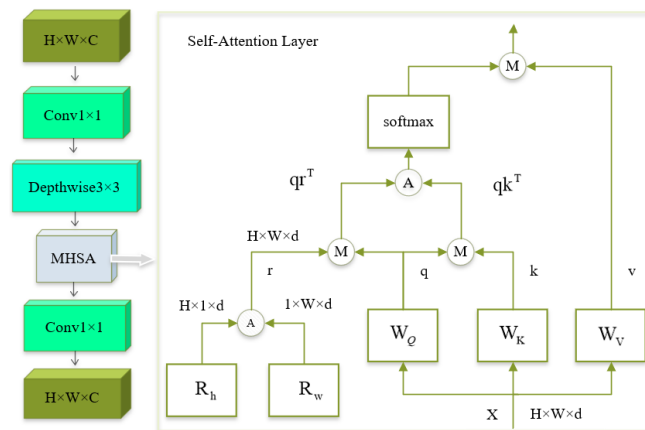 H×W×C
Conv1×1
Depthwise3×3
MHSA
Conv1×1
H×W×C
Self-Attention Layer
M
softmax
qr^T
A
qk^T
H×W×d
M
M
r
q
k
v
H×1×d
1×W×d
A
W_Q
W_K
W_V
R_h
R_w
X
H×W×d